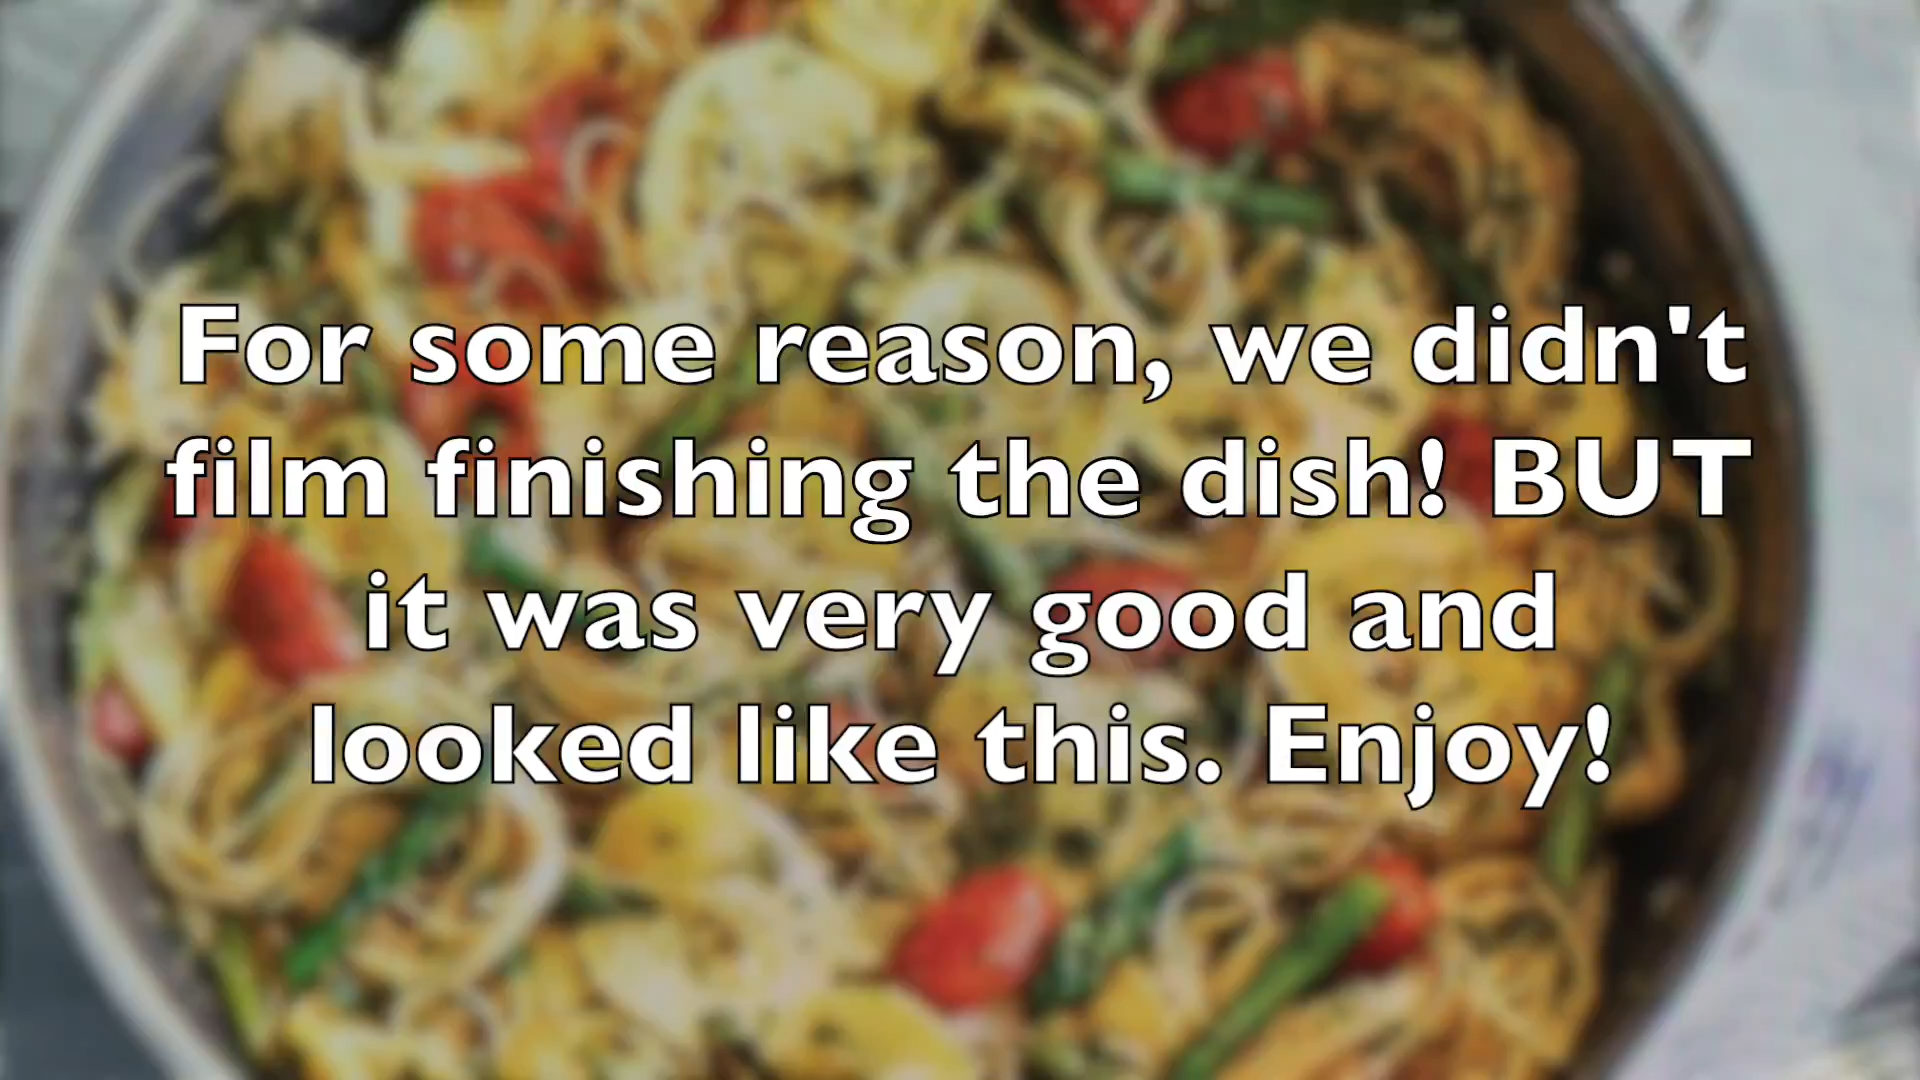 For some reason, we didn't
film finishing the dish! BUT
it was very good and
looked like this. Enjoy!